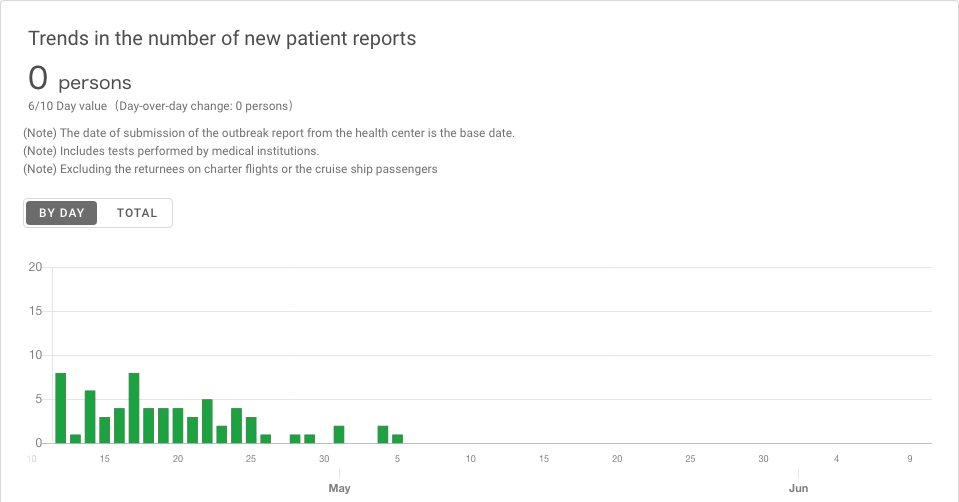 Trends in the number of new patient reports
0 persons
6/10 Day value (Day-over-day change: 0 persons)
(Note) The date of submission of the outbreak report from the health center is the base date.
(Note) Includes tests performed by medical institutions.
(Note) Excluding the returnees on charter flights or the cruise ship passengers
BY DAY TOTAL
20
15
10
5
0
10 15 20 25 30 5 10 15 20 25 30 4 9
May Jun